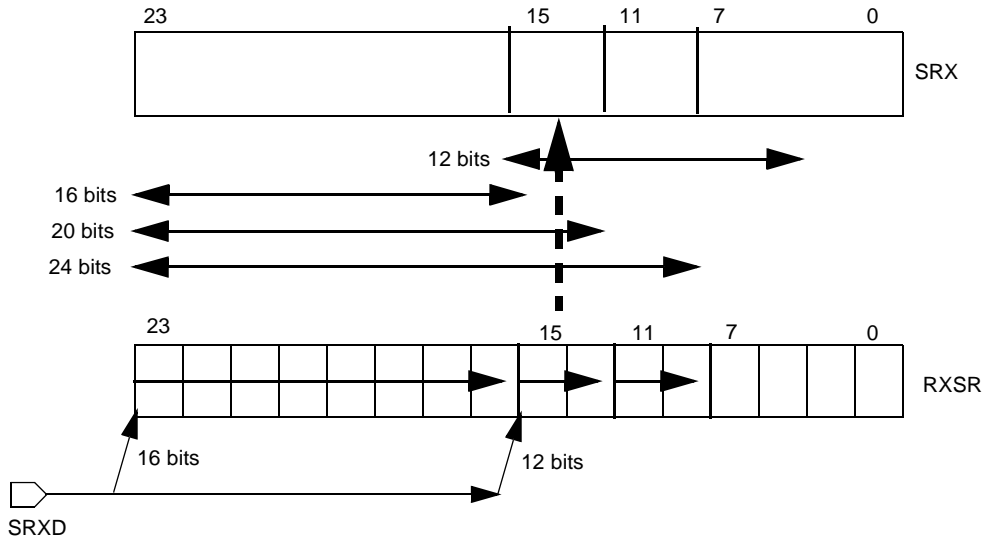 23 15 11 7 0
SRX
12 bits
16 bits
20 bits
24 bits
23 15 11 7 0
RXSR
16 bits 12 bits
SRXD